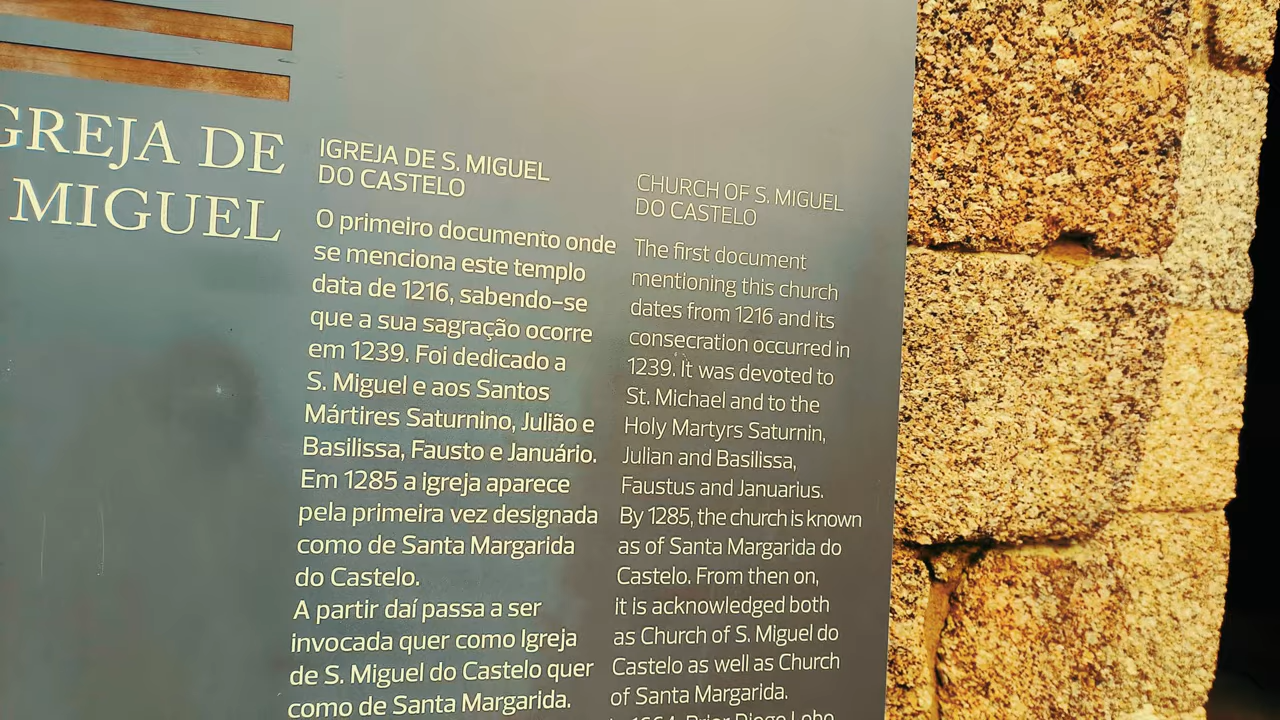 GREJA DE
MIGUEL
IGREJA DE S. MIGUEL
DO CASTELO
O primeiro documento onde
se menciona este templo
data de 1216, sabendo-se
que a sua sagração ocorre
em 1239. Foi dedicado a
S. Miguel e aos Santos
Mártires Saturnino, Julião e
Basilissa, Fausto e Januário.
Em 1285 a igreja aparece
pela primeira vez designada
como de Santa Margarida
do Castelo.
A partir daí passa a ser
invocada quer como Igreja
de S. Miguel do Castelo quer
como de Santa Margarida.
CHURCH OF S. MIGUEL
DO CASTELO
The first document
mentioning this church
dates from 1216 and its
consecration occurred in
1239. It was devoted to
St. Michael and to the
Holy Martyrs Saturnin,
Julian and Basilissa,
Faustus and Januarius.
By 1285, the church is known
as of Santa Margarida do
Castelo. From then on,
it is acknowledged both
as Church of S. Miguel do
Castelo as well as Church
of Santa Margarida.